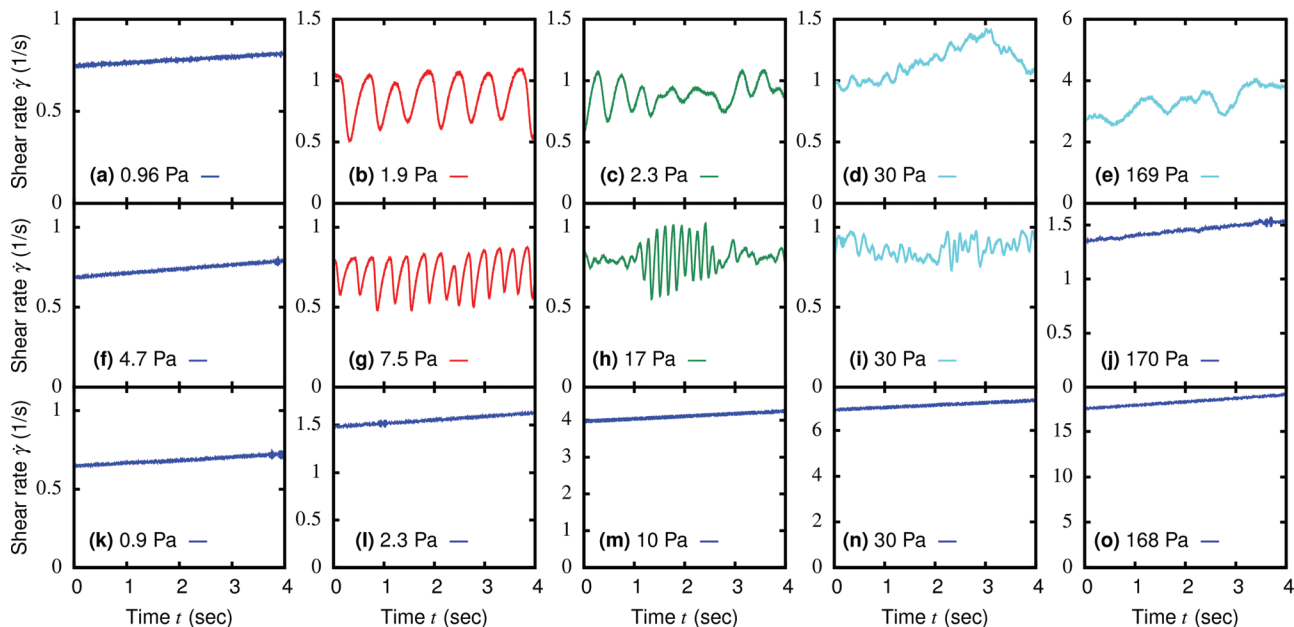 1
0.5
0
Shear rate γ̇ (1/s)
(a) 0.96 Pa
1.5
1
0.5
0
(b) 1.9 Pa
1.5
1
0.5
0
(c) 2.3 Pa
1.5
1
0.5
0
(d) 30 Pa
6
4
2
0
(e) 169 Pa
1
0.5
0
Shear rate γ̇ (1/s)
(f) 4.7 Pa
1
0.5
0
(g) 7.5 Pa
1
0.5
0
(h) 17 Pa
1
0.5
0
(i) 30 Pa
1.5
1
0.5
0
(j) 170 Pa
1
0.5
0
Shear rate γ̇ (1/s)
(k) 0.9 Pa
0 1 2 3 4
Time t (sec)
1.5
1
0.5
0
(l) 2.3 Pa
0 1 2 3 4
Time t (sec)
4
3
2
1
0
(m) 10 Pa
0 1 2 3 4
Time t (sec)
6
4
2
0
(n) 30 Pa
0 1 2 3 4
Time t (sec)
15
10
5
0
(o) 168 Pa
0 1 2 3 4
Time t (sec)